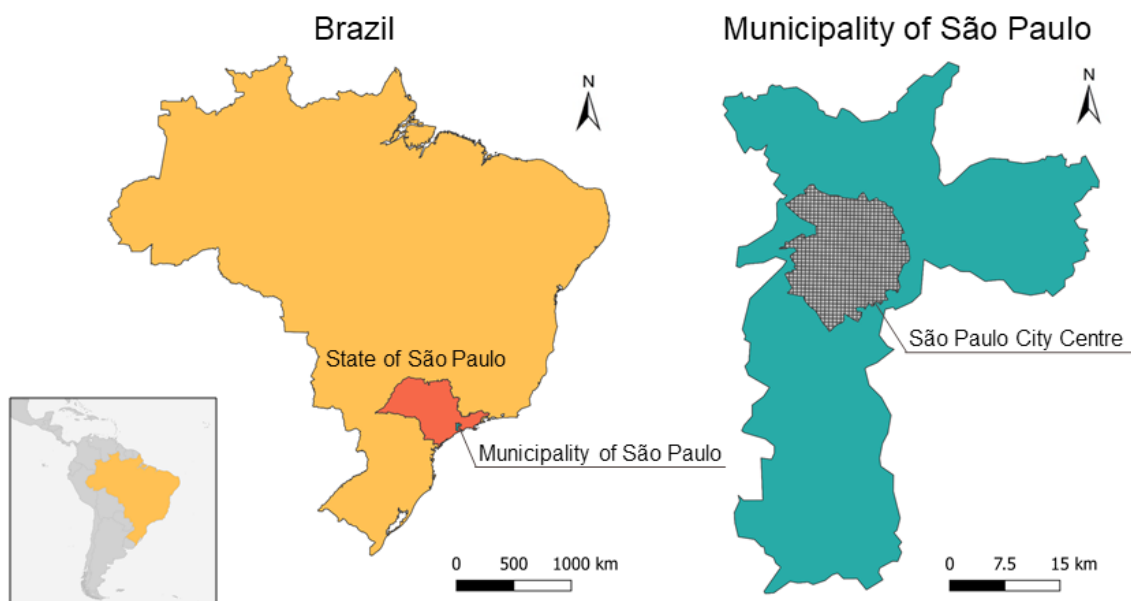 Brazil
Municipality of São Paulo
N
N
State of São Paulo
São Paulo City Centre
Municipality of São Paulo
0 500 1000 km
0 7.5 15 km